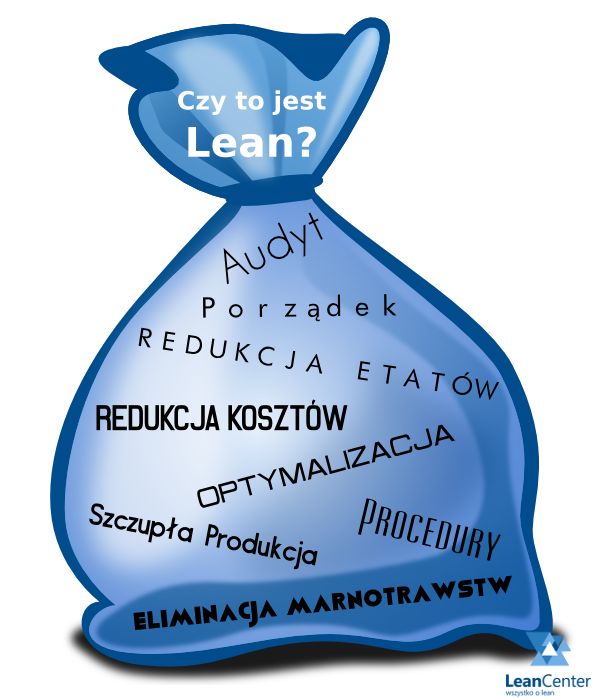 Czy to jest
Lean?
Audyt
Porządek
REDUKCJA ETATÓW
REDUKCJA KOSZTÓW
OPTYMALIZACJA
Szczupła Produkcja
PROCEDURY
ELIMINACJA MARNOTRAWSTW
LeanCenter
wszystko o lean